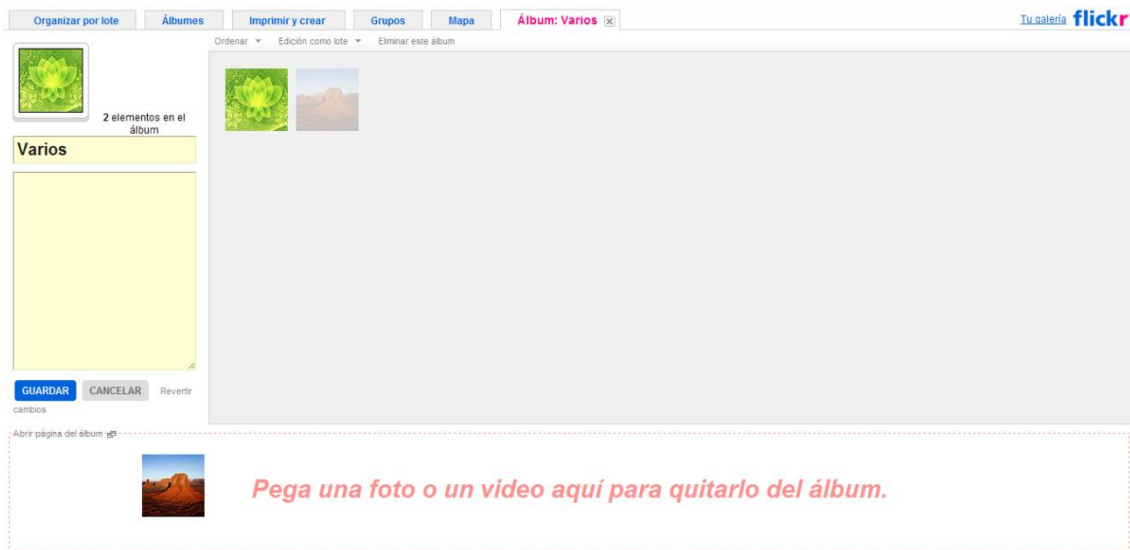 Organizar por lote Álbumes Imprimir y crear Grupos Mapa Álbum: Varios Tu galería flickr
Ordenar Edición como lote Eliminar este álbum
2 elementos en el
álbum
Varios
GUARDAR CANCELAR Revertir
cambios
Abrir página del álbum
Pega una foto o un video aquí para quitarlo del álbum.